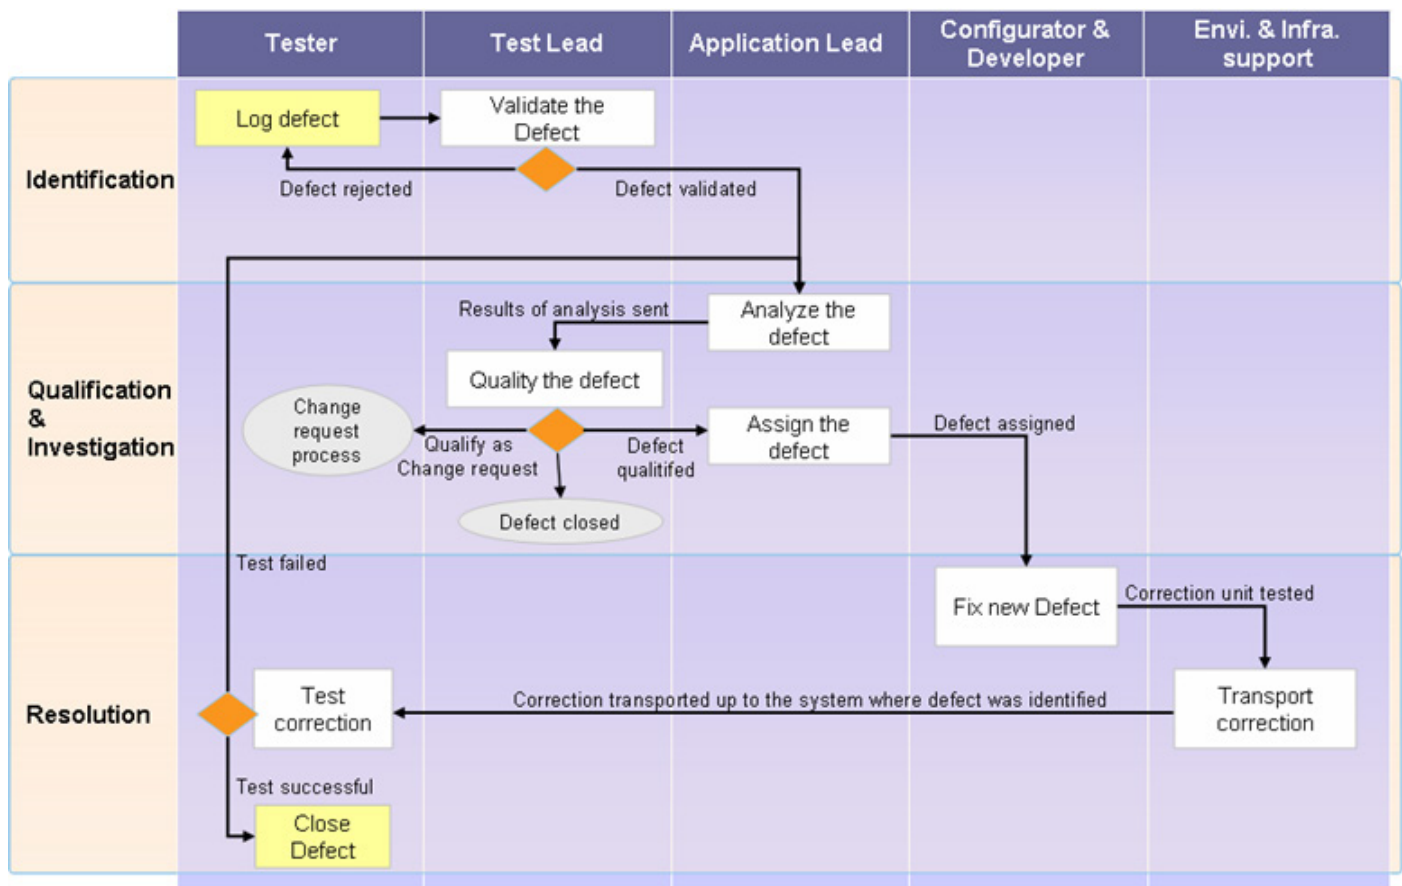 Tester
Test Lead
Application Lead
Configurator &
Developer
Envi. & Infra.
support
Identification
Log defect
Validate the
Defect
Defect rejected
Defect validated
Qualification
&
Investigation
Results of analysis sent
Analyze the
defect
Quality the defect
Change
request
process
Qualify as
Change request
Defect
qualitifed
Assign the
defect
Defect assigned
Defect closed
Resolution
Test failed
Fix new Defect
Correction unit tested
Test
correction
Correction transported up to the system where defect was identified
Transport
correction
Test successful
Close
Defect